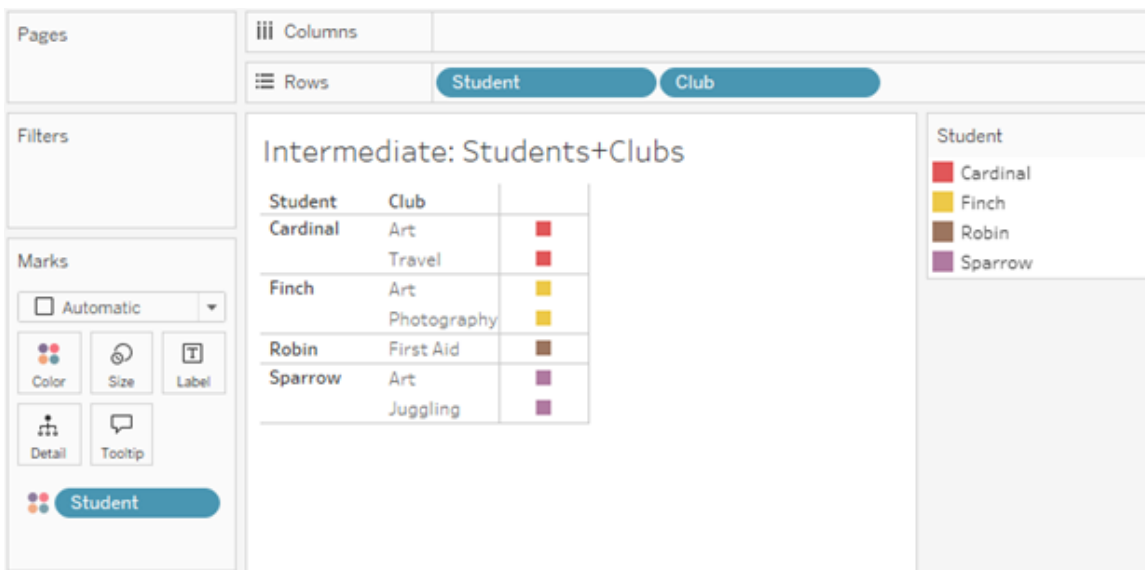 Pages
Columns
Rows Student Club
Filters
Intermediate: Students+Clubs
Student Club
Cardinal Art
Travel
Finch Art
Photography
Robin First Aid
Sparrow Art
Juggling
Student
Cardinal
Finch
Robin
Sparrow
Marks
Automatic
Color Size Label
T
Detail Tooltip
Student